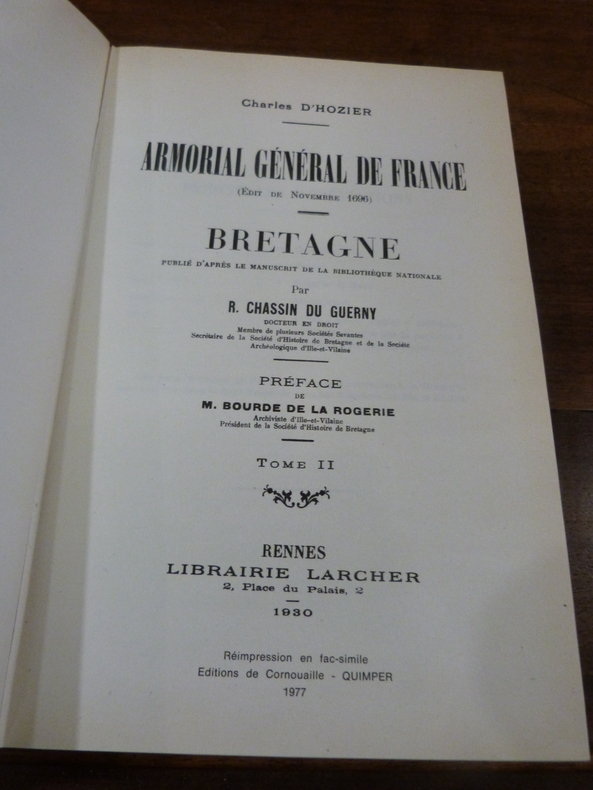 Charles D'HOZIER
ARMORIAL GÉNÉRAL DE FRANCE
(ÉDIT DE NOVEMBRE 1696)
BRETAGNE
PUBLIÉ D'APRÈS LE MANUSCRIT DE LA BIBLIOTHÈQUE NATIONALE
Par
R. CHASSIN DU GUERNY
DOCTEUR EN DROIT
Membre de plusieurs Sociétés Savantes
Secrétaire de la Société d'Histoire de Bretagne et de la Société
Archéologique d'Ille-et-Vilaine
PRÉFACE
DE
M. BOURDE DE LA ROGERIE
Archiviste d'Ille-et-Vilaine
Président de la Société d'Histoire de Bretagne
TOME II
RENNES
LIBRAIRIE LARCHER
2, Place du Palais, 2
1930
Réimpression en fac-simile
Editions de Cornouaille - QUIMPER
1977